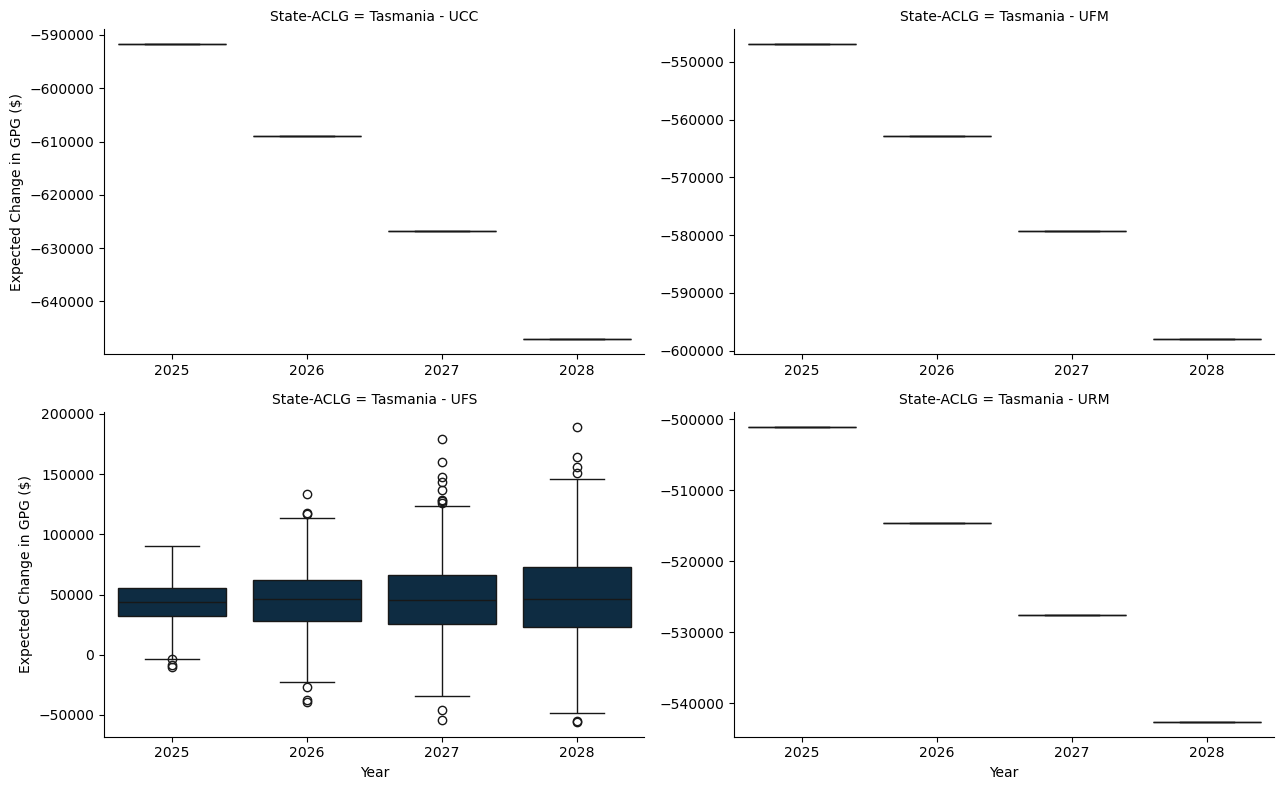 State-ACLG = Tasmania - UCC
Expected Change in GPG ($)
−590000
−600000
−610000
−620000
−630000
−640000
2025 2026 2027 2028
State-ACLG = Tasmania - UFM
−550000
−560000
−570000
−580000
−590000
−600000
2025 2026 2027 2028
State-ACLG = Tasmania - UFS
Expected Change in GPG ($)
200000
150000
100000
50000
0
−50000
2025 2026 2027 2028
Year
State-ACLG = Tasmania - URM
−500000
−510000
−520000
−530000
−540000
2025 2026 2027 2028
Year